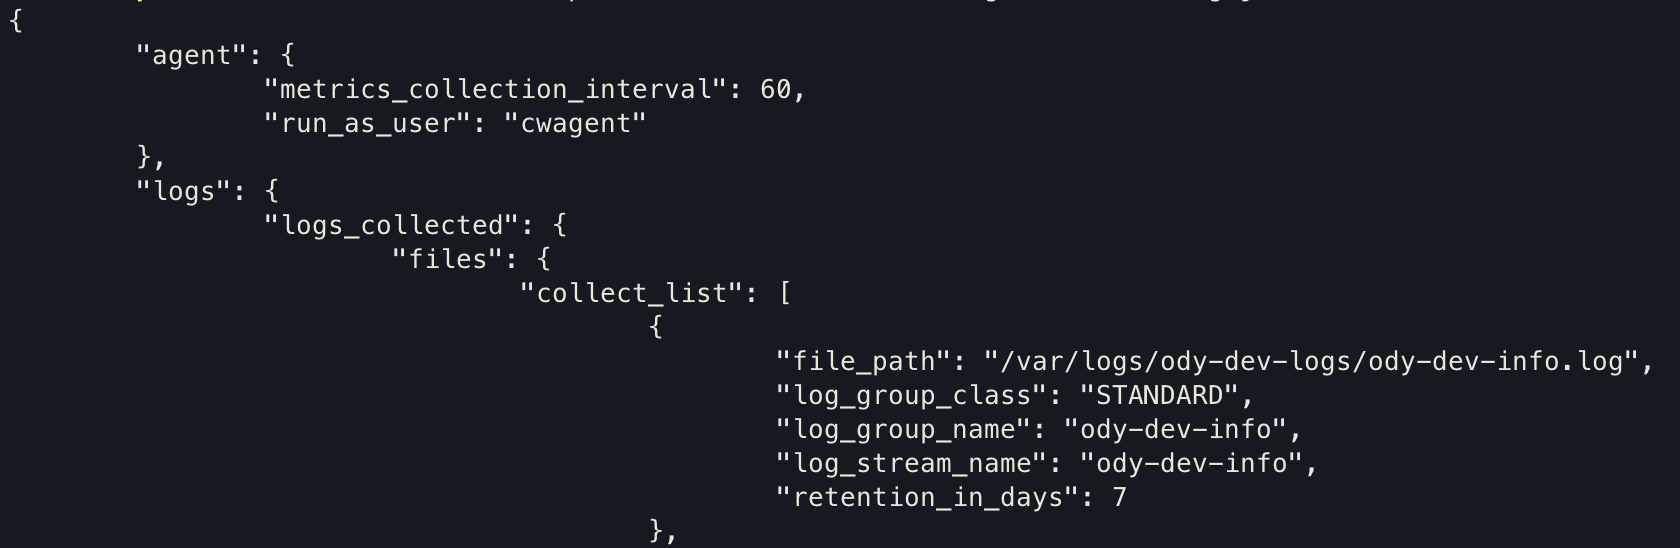 {
"agent": {
"metrics_collection_interval": 60,
"run_as_user": "cwagent"
},
"logs": {
"logs_collected": {
"files": {
"collect_list": [
{
"file_path": "/var/logs/ody-dev-logs/ody-dev-info.log",
"log_group_class": "STANDARD",
"log_group_name": "ody-dev-info",
"log_stream_name": "ody-dev-info",
"retention_in_days": 7
},